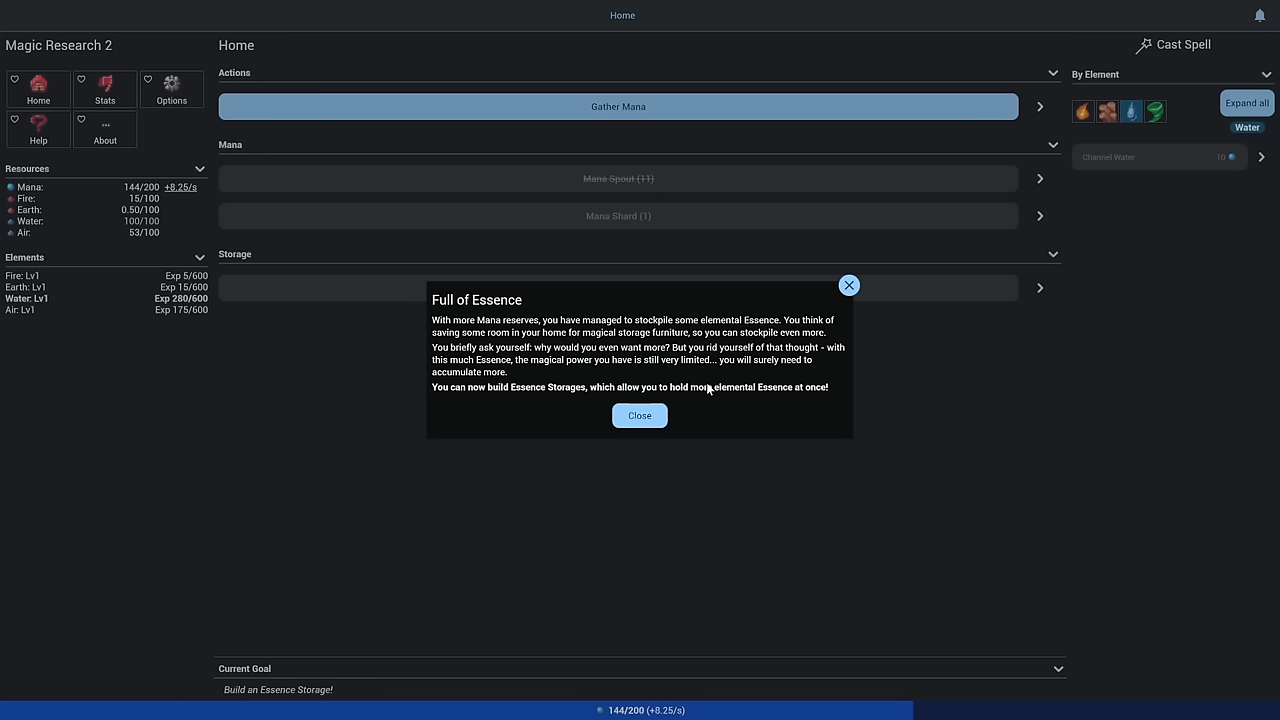 Home
Magic Research 2
Home
Stats
Options
Help
About
Resources
Mana: 144/200 +8.25/s
Fire: 15/100
Earth: 0.50/100
Water: 100/100
Air: 53/100
Elements
Fire: Lv1 Exp 5/600
Earth: Lv1 Exp 15/600
Water: Lv1 Exp 280/600
Air: Lv1 Exp 175/600
Home
Actions
Gather Mana
Mana
Mana Spout (11)
Mana Shard (1)
Storage
Full of Essence
With more Mana reserves, you have managed to stockpile some elemental Essence. You think of
saving some room in your home for magical storage furniture, so you can stockpile even more.
You briefly ask yourself: why would you even want more? But you rid yourself of that thought - with
this much Essence, the magical power you have is still very limited... you will surely need to
accumulate more.
You can now build Essence Storages, which allow you to hold more elemental Essence at once!
Close
Current Goal
Build an Essence Storage!
144/200 (+8.25/s)
Cast Spell
By Element
Expand all
Water
Channel Water 10